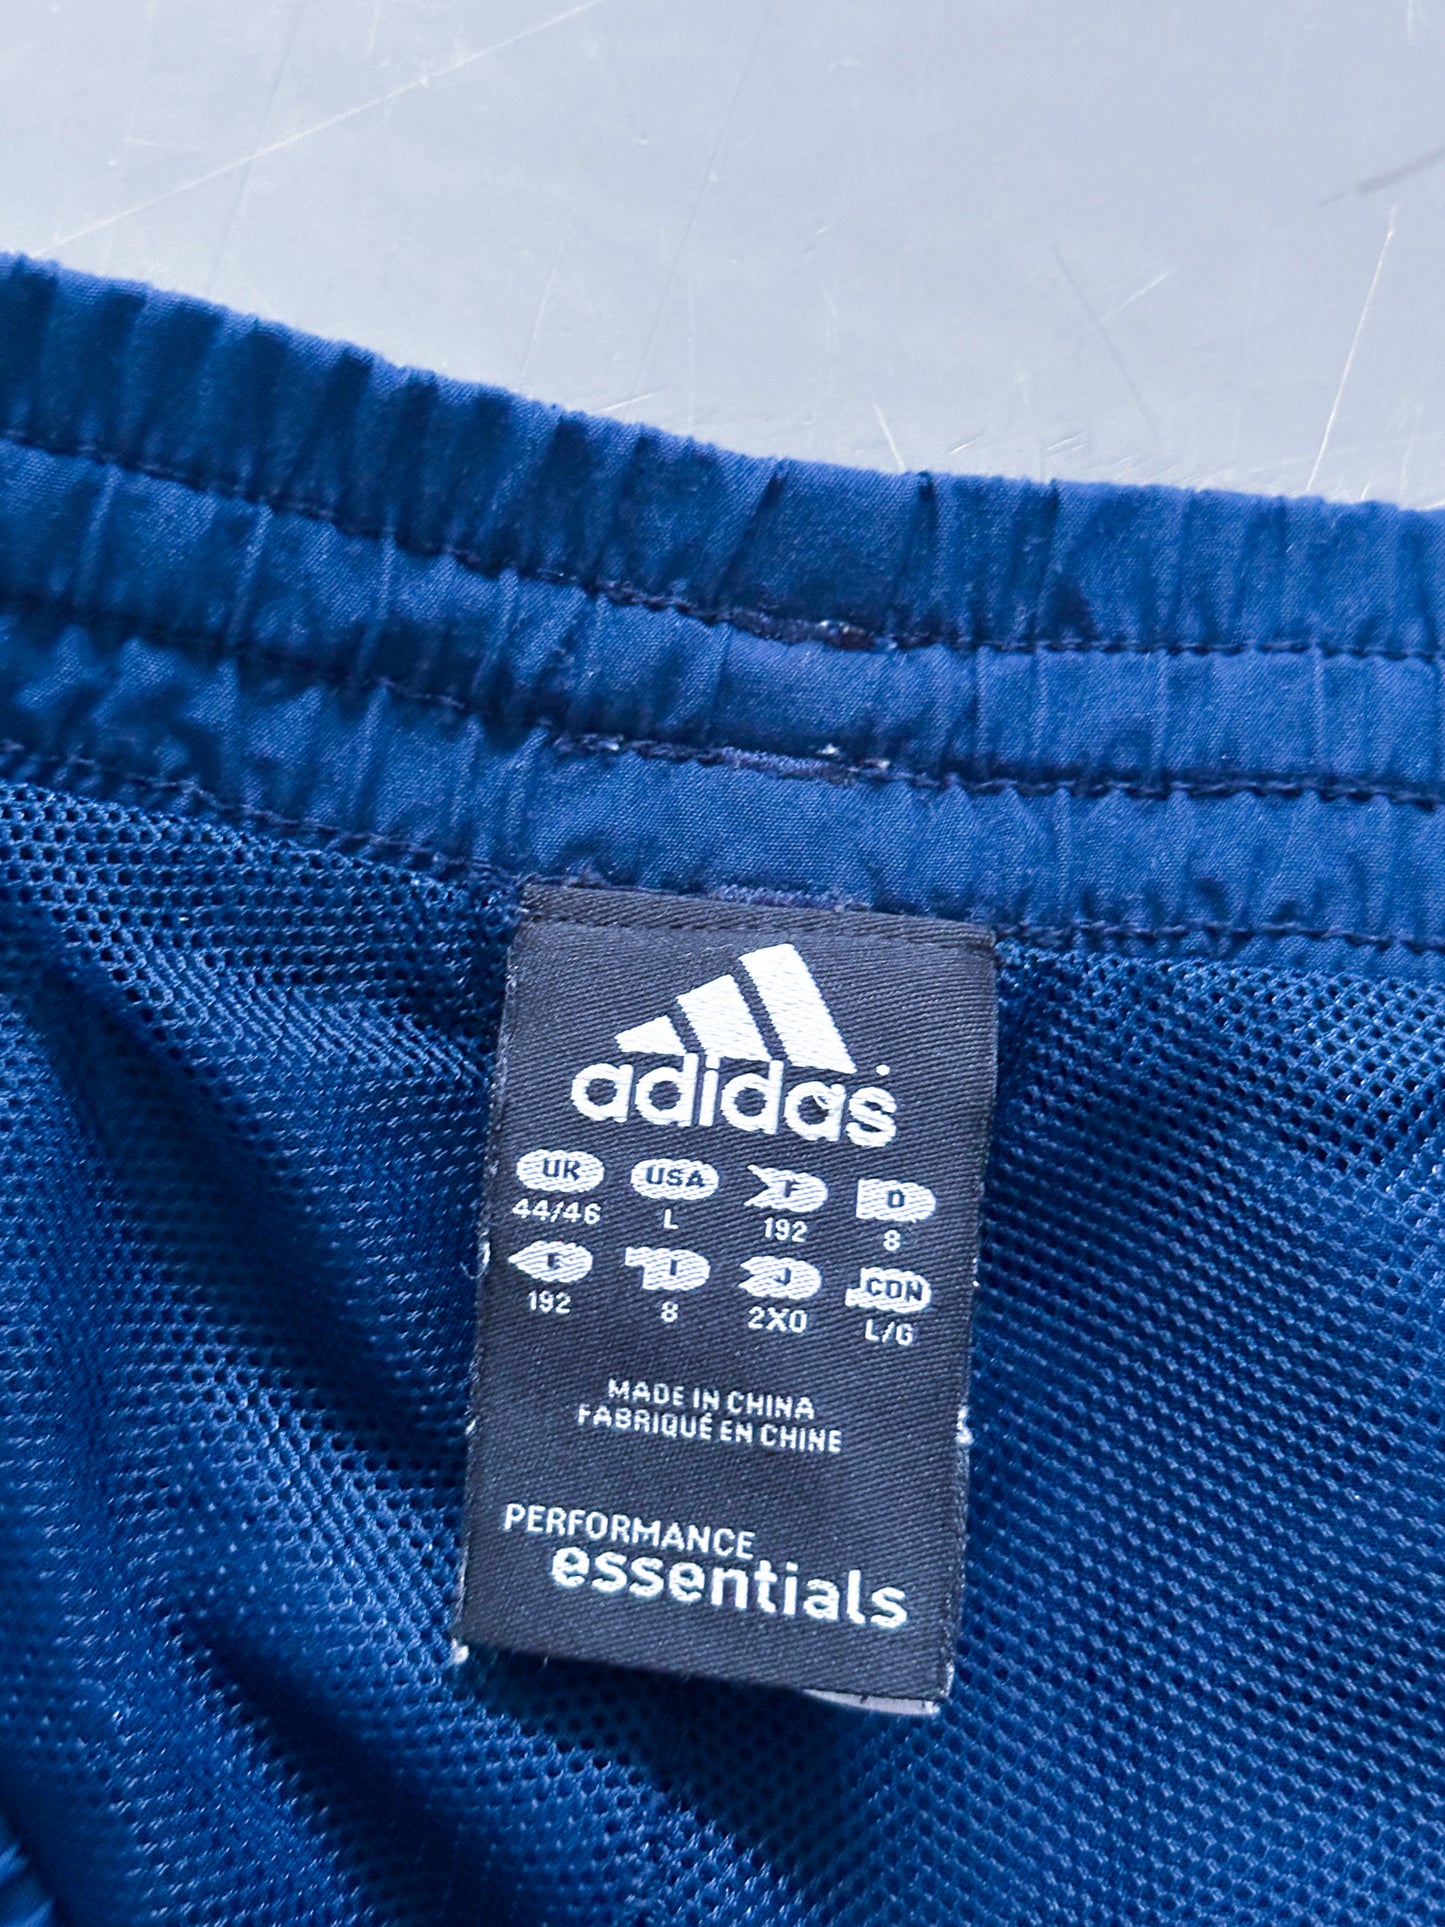 adidas
UK USA F D
44/46 L 192 8
E I J CDN
192 8 2XO L/G
MADE IN CHINA
FABRIQUÉ EN CHINE
PERFORMANCE
essentials